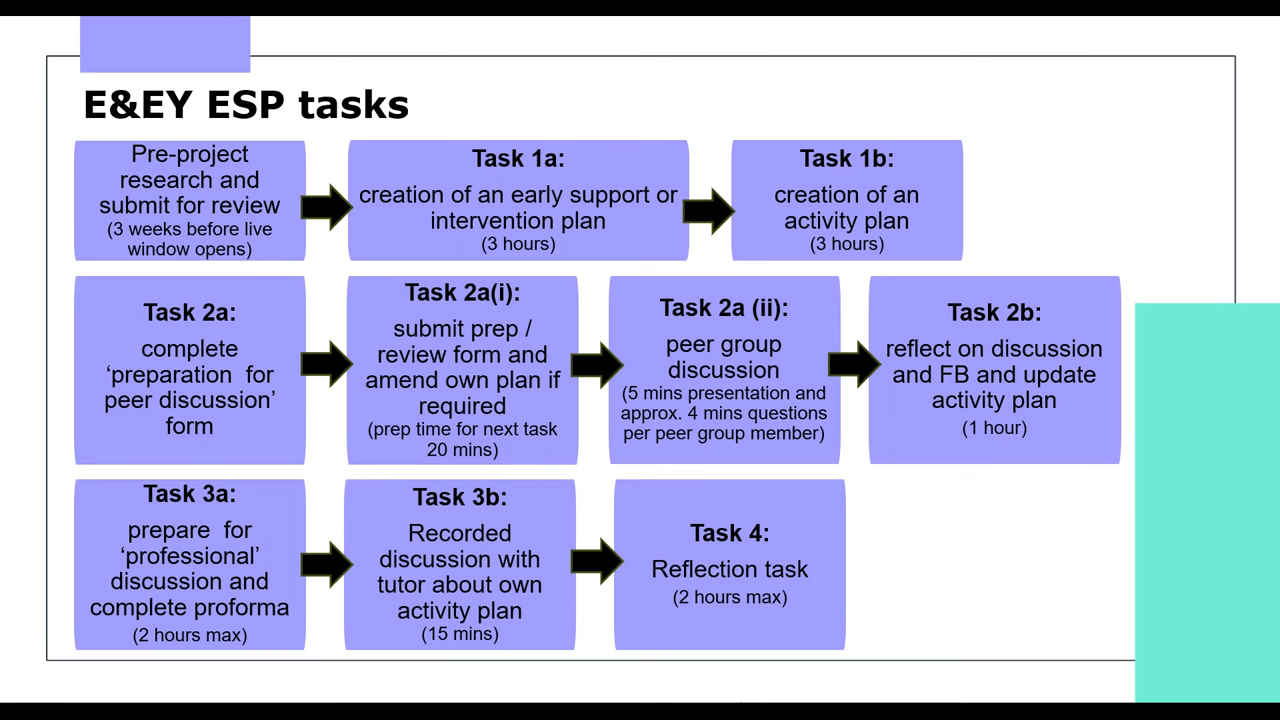 E&EY ESP tasks
Pre-project
research and
submit for review
(3 weeks before live
window opens)
Task 1a:
creation of an early support or
intervention plan
(3 hours)
Task 1b:
creation of an
activity plan
(3 hours)
Task 2a:
complete
‘preparation  for
peer discussion’
form
Task 2a(i):
submit prep /
review form and
amend own plan if
required
(prep time for next task
20 mins)
Task 2a (ii):
peer group
discussion
(5 mins presentation and
approx. 4 mins questions
per peer group member)
Task 2b:
reflect on discussion
and FB and update
activity plan
(1 hour)
Task 3a:
prepare  for
‘professional’
discussion and
complete proforma
(2 hours max)
Task 3b:
Recorded
discussion with
tutor about own
activity plan
(15 mins)
Task 4:
Reflection task
(2 hours max)